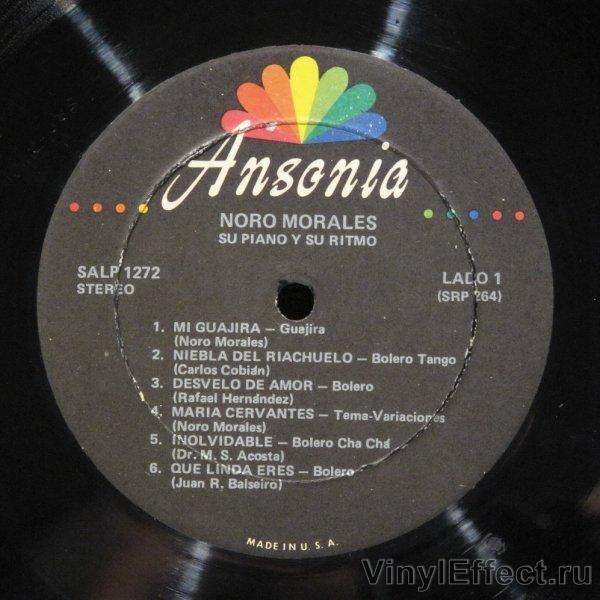 Ansonia
NORO MORALES
SU PIANO Y SU RITMO
SALP 1272
STEREO
LADO 1
(SRP 264)
1. MI GUAJIRA – Guajira
(Noro Morales)
2. NIEBLA DEL RIACHUELO – Bolero Tango
(Carlos Cobián)
3. DESVELO DE AMOR – Bolero
(Rafael Hernández)
4. MARIA CERVANTES – Tema-Variaciones
(Noro Morales)
5. INOLVIDABLE – Bolero Cha Chá
(Dr. M. S. Acosta)
6. QUE LINDA ERES – Bolero
(Juan R. Balseiro)
MADE IN U. S. A.
VinylEffect.ru